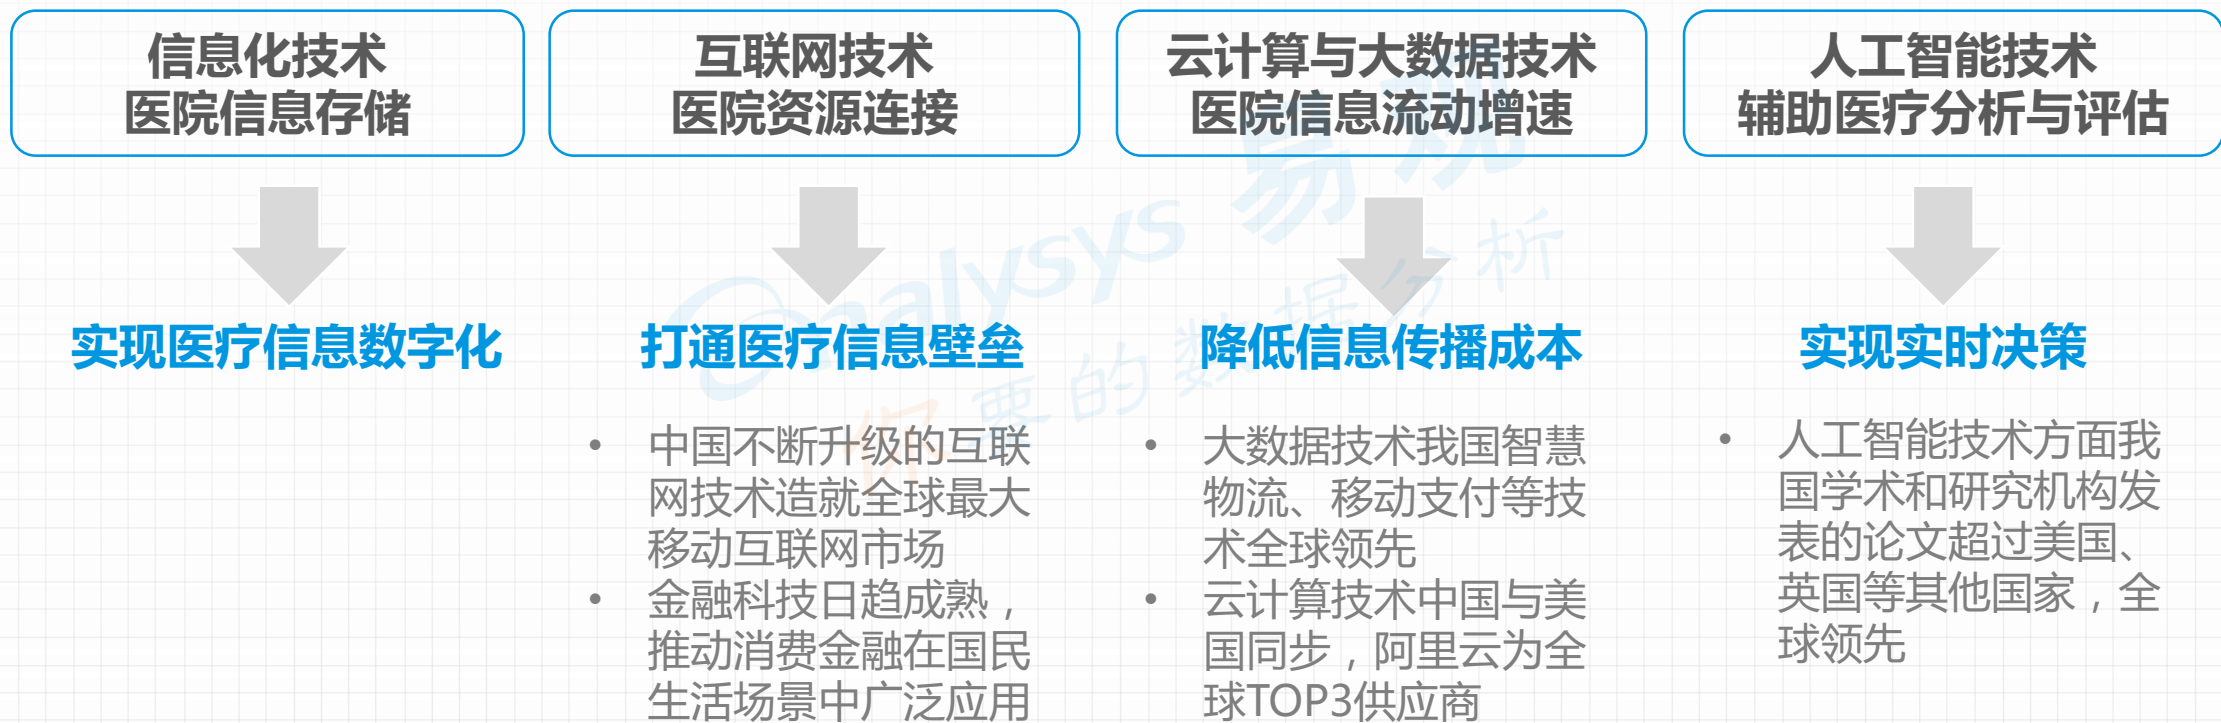 信息化技术
医院信息存储
实现医疗信息数字化
互联网技术
医院资源连接
打通医疗信息壁垒
• 中国不断升级的互联
网技术造就全球最大
移动互联网市场
• 金融科技日趋成熟，
推动消费金融在国民
生活场景中广泛应用
云计算与大数据技术
医院信息流动增速
降低信息传播成本
• 大数据技术我国智慧
物流、移动支付等技
术全球领先
• 云计算技术中国与美
国同步，阿里云为全
球TOP3供应商
人工智能技术
辅助医疗分析与评估
实现实时决策
• 人工智能技术方面我
国学术和研究机构发
表的论文超过美国、
英国等其他国家，全
球领先
analysys 易观
你要的数据分析